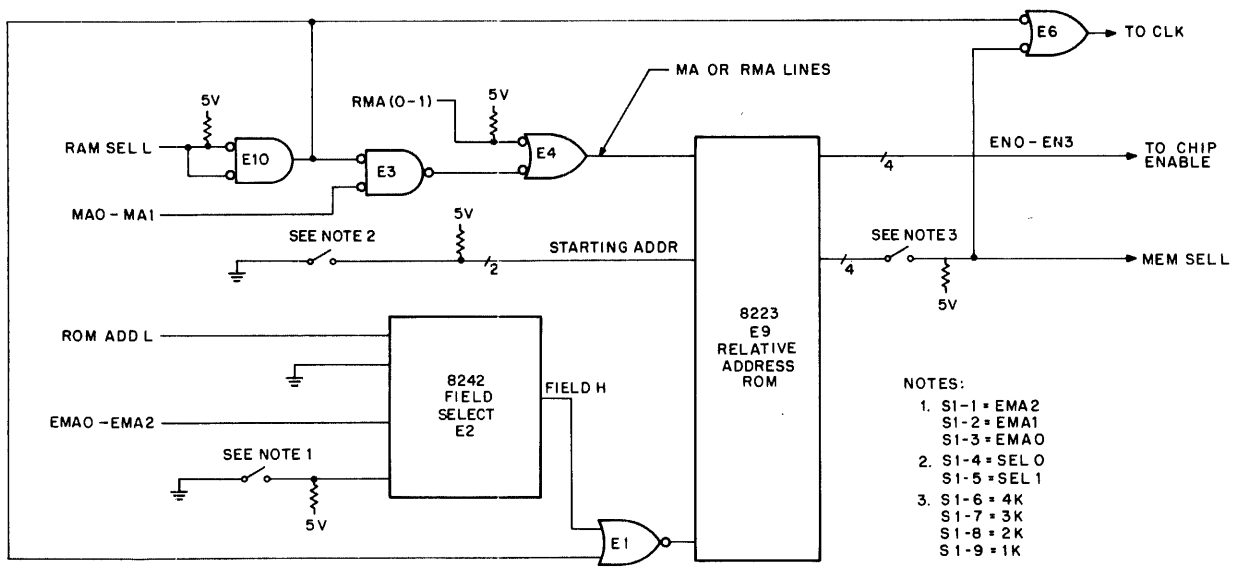 E6
TO CLK
5V
RMA (0-1)
5V
MA OR RMA LINES
RAM SEL L
E10
E3
E4
EN0 - EN3
4
TO CHIP
ENABLE
MA0 - MA1
SEE NOTE 2
5V
2
STARTING ADDR
4
SEE NOTE 3
5V
MEM SEL L
8223
E9
RELATIVE
ADDRESS
ROM
ROM ADD L
8242
FIELD
SELECT
E2
FIELD H
EMA0 - EMA2
SEE NOTE 1
5V
E1
NOTES:
1. S1-1 = EMA2
S1-2 = EMA1
S1-3 = EMA0
2. S1-4 = SEL 0
S1-5 = SEL 1
3. S1-6 = 4K
S1-7 = 3K
S1-8 = 2K
S1-9 = 1K